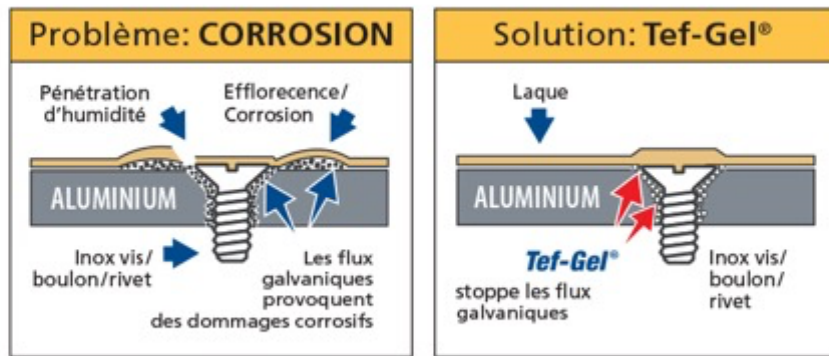 Problème: CORROSION
Pénétration
d'humidité
Efflorecence/
Corrosion
ALUMINIUM
Inox vis/
boulon/rivet
Les flux
galvaniques
provoquent
des dommages corrosifs
Solution: Tef-Gel®
Laque
ALUMINIUM
Tef-Gel®
stoppe les flux
galvaniques
Inox vis/
boulon/
rivet